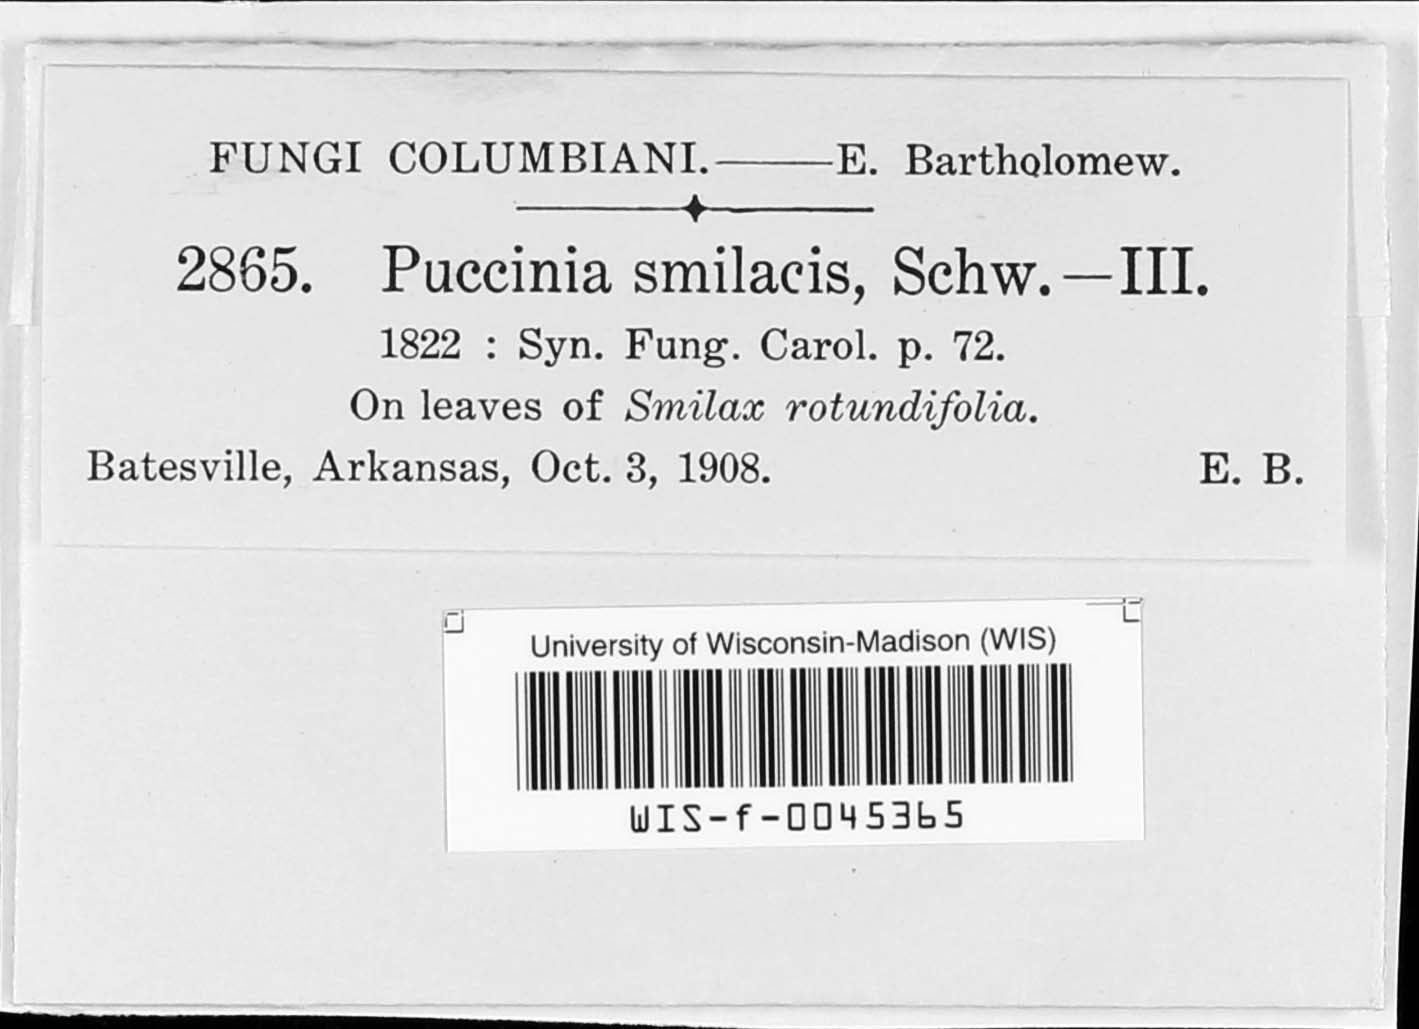 FUNGI COLUMBIANI.——E. Bartholomew.
2865. Puccinia smilacis, Schw.—III.
1822 : Syn. Fung. Carol. p. 72.
On leaves of Smilax rotundifolia.
Batesville, Arkansas, Oct. 3, 1908. E. B.
University of Wisconsin-Madison (WIS)
WIS-f-0045365